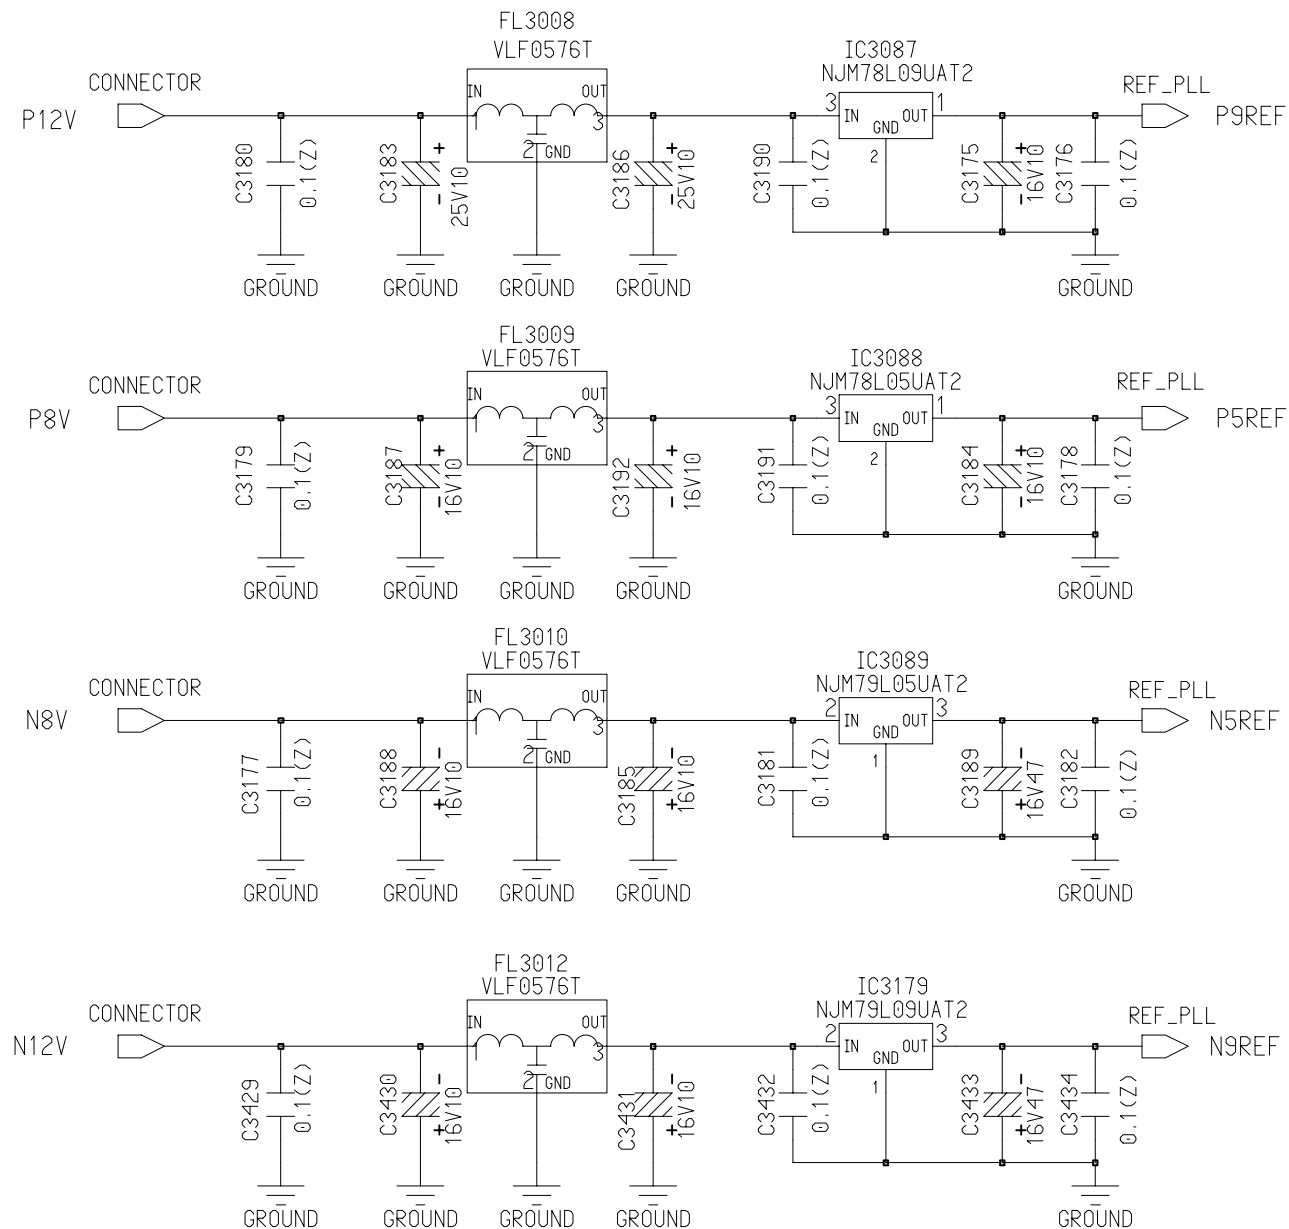 FL3008
VLF0576T
IC3087
NJM78L09UAT2
CONNECTOR
REF_PLL
P12V
IN
OUT
1
2
GND
3
3
IN
OUT
GND
1
2
P9REF
C3180
0.1(Z)
C3183
+
-
25V10
C3186
+
-
25V10
C3190
0.1(Z)
C3175
+
-
16V10
C3176
0.1(Z)
GROUND
GROUND
GROUND
GROUND
GROUND
FL3009
VLF0576T
IC3088
NJM78L05UAT2
CONNECTOR
REF_PLL
P8V
IN
OUT
1
2
GND
3
3
IN
OUT
GND
1
2
P5REF
C3179
0.1(Z)
C3187
+
-
16V10
C3192
+
-
16V10
C3191
0.1(Z)
C3184
+
-
16V10
C3178
0.1(Z)
GROUND
GROUND
GROUND
GROUND
GROUND
FL3010
VLF0576T
IC3089
NJM79L05UAT2
CONNECTOR
REF_PLL
N8V
IN
OUT
1
2
GND
3
2
IN
OUT
GND
3
1
N5REF
C3177
0.1(Z)
C3188
-
+
16V10
C3185
-
+
16V10
C3181
0.1(Z)
C3189
-
+
16V47
C3182
0.1(Z)
GROUND
GROUND
GROUND
GROUND
GROUND
FL3012
VLF0576T
IC3179
NJM79L09UAT2
CONNECTOR
REF_PLL
N12V
IN
OUT
1
2
GND
3
2
IN
OUT
GND
3
1
N9REF
C3429
0.1(Z)
C3430
-
+
16V10
C3431
-
+
16V10
C3432
0.1(Z)
C3433
-
+
16V47
C3434
0.1(Z)
GROUND
GROUND
GROUND
GROUND
GROUND